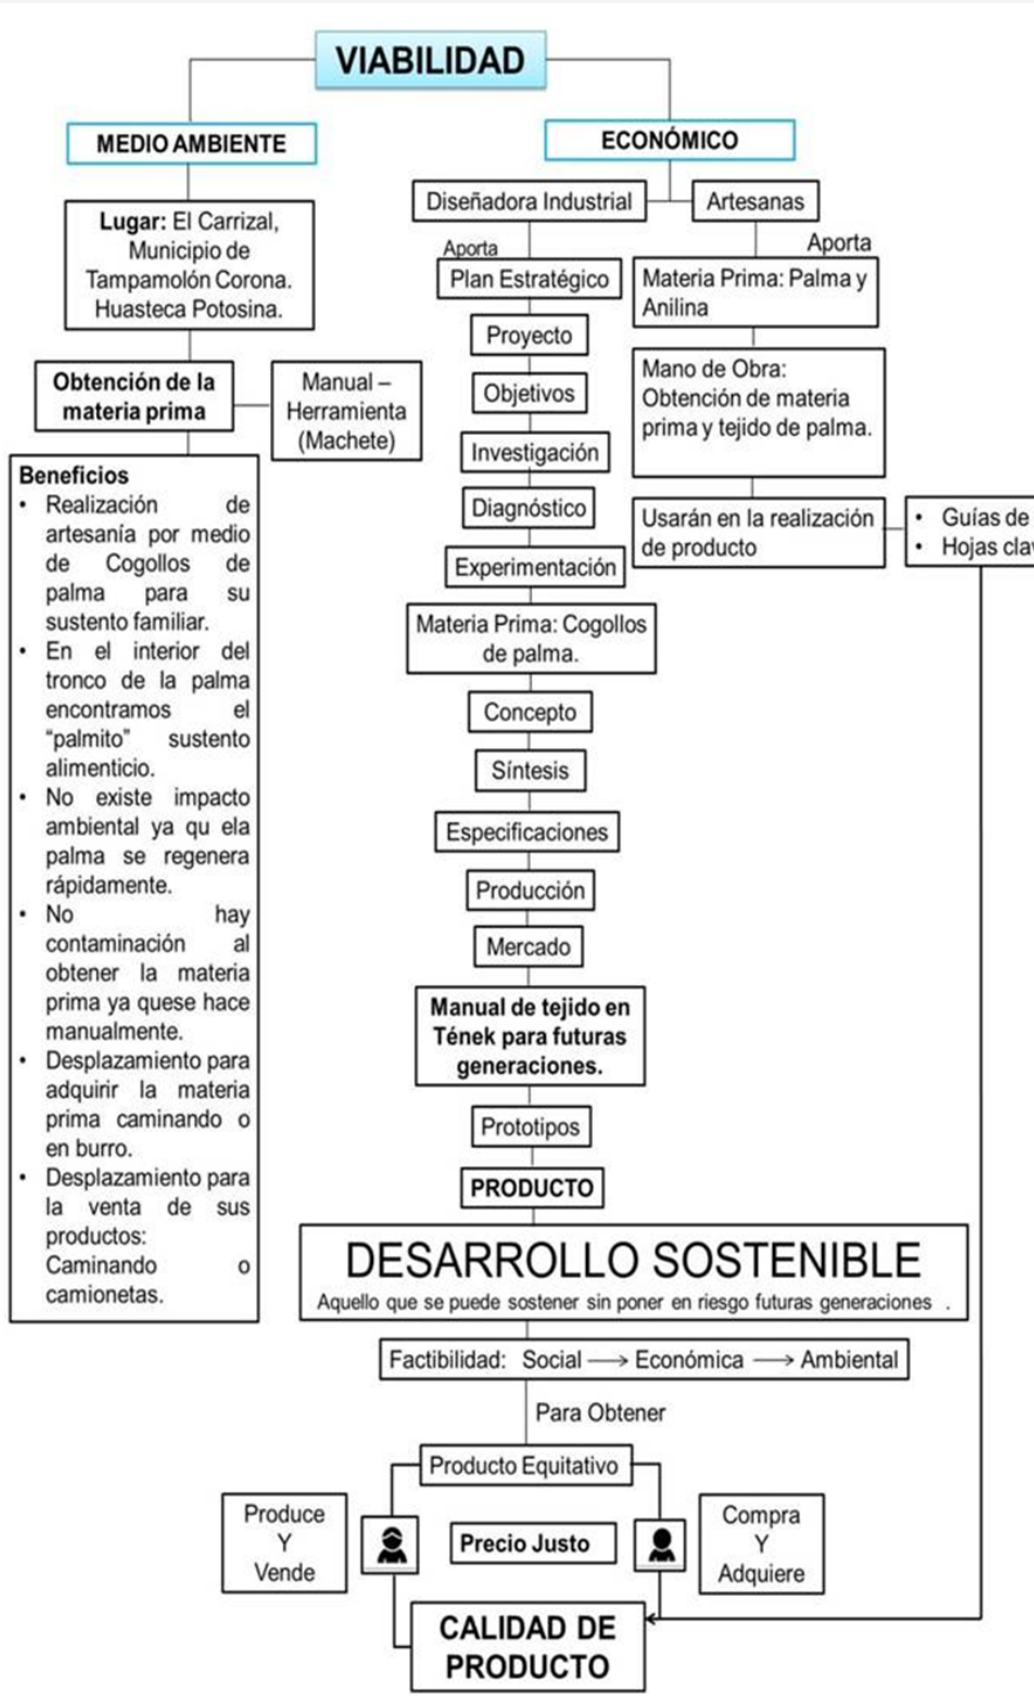 VIABILIDAD
MEDIO AMBIENTE
Lugar: El Carrizal,
Municipio de
Tampamolón Corona.
Huasteca Potosina.
Obtención de la
materia prima
Manual –
Herramienta
(Machete)
Beneficios
• Realización de
artesanía por medio
de Cogollos de
palma para su
sustento familiar.
• En el interior del
tronco de la palma
encontramos el
“palmito” sustento
alimenticio.
• No existe impacto
ambiental ya qu ela
palma se regenera
rápidamente.
• No hay
contaminación al
obtener la materia
prima ya quese hace
manualmente.
• Desplazamiento para
adquirir la materia
prima caminando o
en burro.
• Desplazamiento para
la venta de sus
productos:
Caminando o
camionetas.
ECONÓMICO
Diseñadora Industrial
Aporta
Plan Estratégico
Proyecto
Objetivos
Investigación
Diagnóstico
Experimentación
Materia Prima: Cogollos
de palma.
Concepto
Síntesis
Especificaciones
Producción
Mercado
Manual de tejido en
Tének para futuras
generaciones.
Prototipos
PRODUCTO
Artesanas
Aporta
Materia Prima: Palma y
Anilina
Mano de Obra:
Obtención de materia
prima y tejido de palma.
Usarán en la realización
de producto
• Guías de
• Hojas
DESARROLLO SOSTENIBLE
Aquello que se puede sostener sin poner en riesgo futuras generaciones .
Factibilidad: Social → Económica → Ambiental
Para Obtener
Producto Equitativo
Produce
Y
Vende
Precio Justo
Compra
Y
Adquiere
CALIDAD DE
PRODUCTO